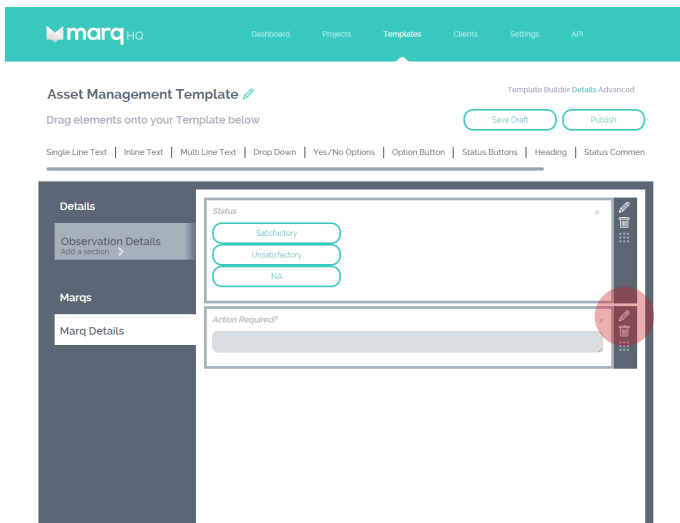 marq HQ
Dashboard Projects Templates Clients Settings API
Asset Management Template
Template Builder Details Advanced
Drag elements onto your Template below
Save Draft Publish
Single Line Text | Inline Text | Multi Line Text | Drop Down | Yes/No Options | Option Button | Status Buttons | Heading | Status Commen
Details
Observation Details
Add a section
Marqs
Marq Details
Status x
Satisfactory
Unsatisfactory
NA
Action Required? x